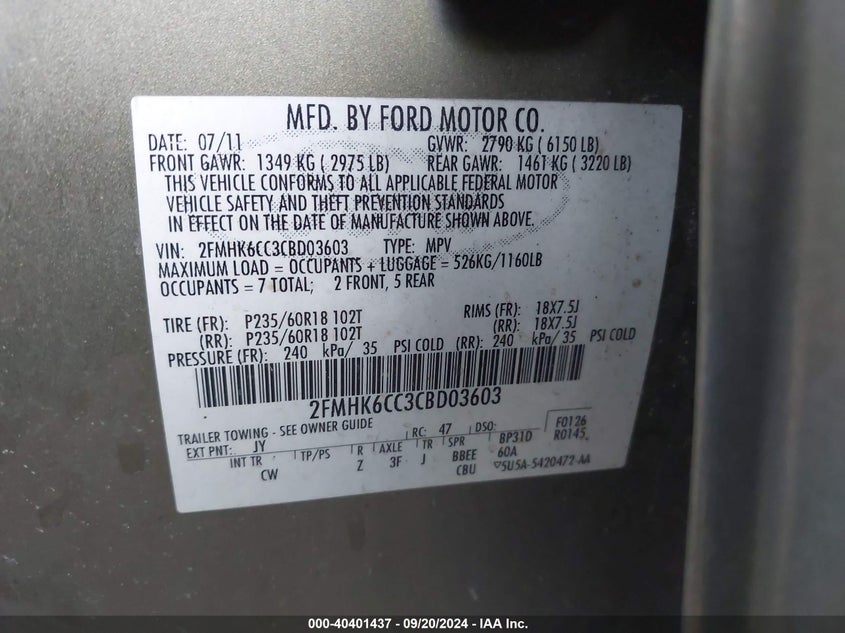 MFD. BY FORD MOTOR CO.
DATE: 07/11 GVWR: 2790 KG ( 6150 LB)
FRONT GAWR: 1349 KG ( 2975 LB) REAR GAWR: 1461 KG ( 3220 LB)
THIS VEHICLE CONFORMS TO ALL APPLICABLE FEDERAL MOTOR
VEHICLE SAFETY AND THEFT PREVENTION STANDARDS
IN EFFECT ON THE DATE OF MANUFACTURE SHOWN ABOVE.
VIN: 2FMHK6CC3CBD03603 TYPE: MPV
MAXIMUM LOAD = OCCUPANTS + LUGGAGE = 526KG/1160LB
OCCUPANTS = 7 TOTAL; 2 FRONT, 5 REAR
TIRE (FR): P235/60R18 102T RIMS (FR): 18X7.5J
(RR): P235/60R18 102T (RR): 18X7.5J
PRESSURE (FR): 240 kPa/ 35 PSI COLD (RR): 240 kPa/ 35 PSI COLD
2FMHK6CC3CBD03603
TRAILER TOWING - SEE OWNER GUIDE RC: 47 DSO: F0126
EXT PNT: JY BP31D R0145
INT TR TP/PS R AXLE TR SPR 60A
CW Z 3F J BBEE
CBU 5U5A-5420472-AA
000-40401437 - 09/20/2024 - IAA Inc.